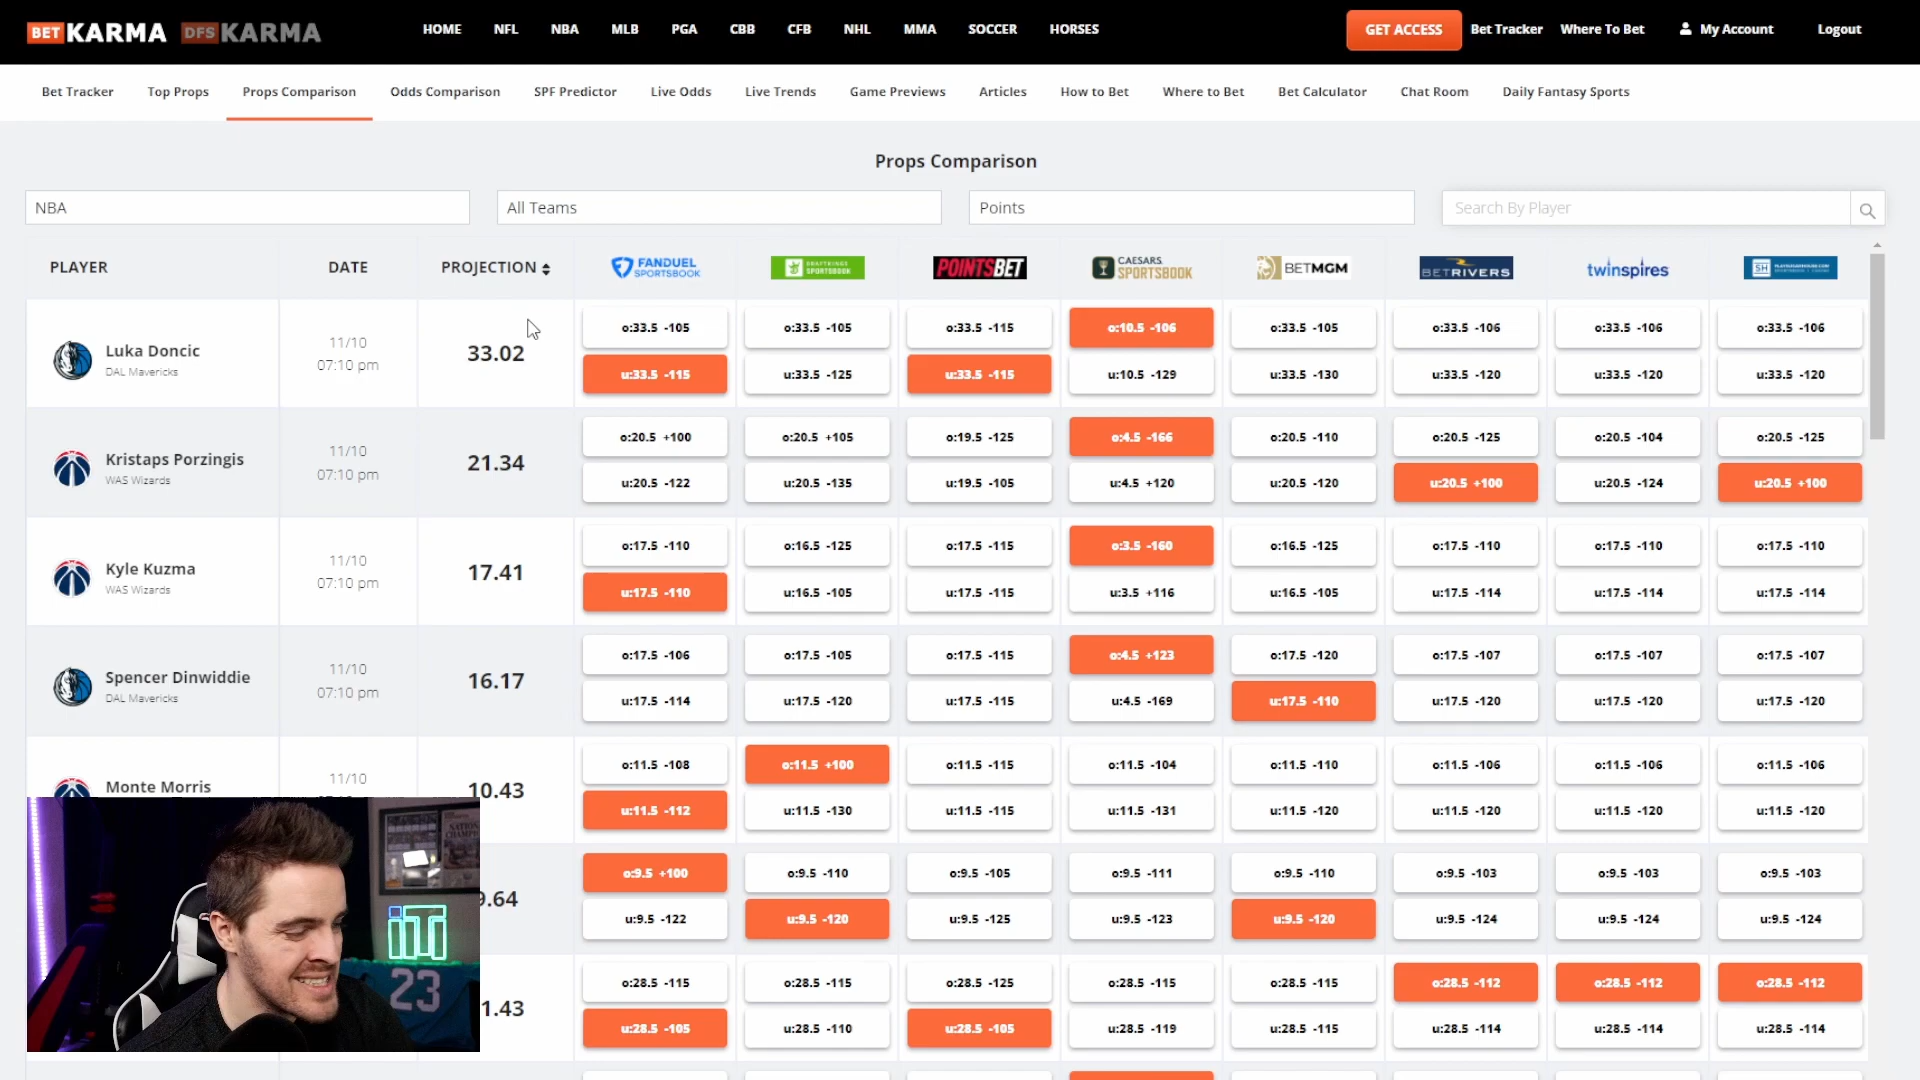 BET KARMA DFS KARMA
HOME NFL NBA MLB PGA CBB CFB NHL MMA SOCCER HORSES
GET ACCESS Bet Tracker Where To Bet My Account Logout
Bet Tracker Top Props Props Comparison Odds Comparison SPF Predictor Live Odds Live Trends Game Previews Articles How to Bet Where to Bet Bet Calculator Chat Room Daily Fantasy Sports
Props Comparison
NBA All Teams Points Search By Player
PLAYER DATE PROJECTION FANDUEL SPORTSBOOK DRAFTKINGS SPORTSBOOK POINTSBET CAESARS SPORTSBOOK BETMGM BETRIVERS twinspires SH
Luka Doncic
DAL Mavericks
11/10
07:10 pm
33.02
o:33.5 -105 o:33.5 -105 o:33.5 -115 o:10.5 -106 o:33.5 -105 o:33.5 -106 o:33.5 -106 o:33.5 -106
u:33.5 -115 u:33.5 -125 u:33.5 -115 u:10.5 -129 u:33.5 -130 u:33.5 -120 u:33.5 -120 u:33.5 -120
Kristaps Porzingis
WAS Wizards
11/10
07:10 pm
21.34
o:20.5 +100 o:20.5 +105 o:19.5 -125 o:4.5 -166 o:20.5 -110 o:20.5 -125 o:20.5 -104 o:20.5 -125
u:20.5 -122 u:20.5 -135 u:19.5 -105 u:4.5 +120 u:20.5 -120 u:20.5 +100 u:20.5 -124 u:20.5 +100
Kyle Kuzma
WAS Wizards
11/10
07:10 pm
17.41
o:17.5 -110 o:16.5 -125 o:17.5 -115 o:3.5 -160 o:16.5 -125 o:17.5 -110 o:17.5 -110 o:17.5 -110
u:17.5 -110 u:16.5 -105 u:17.5 -115 u:3.5 +116 u:16.5 -105 u:17.5 -114 u:17.5 -114 u:17.5 -114
Spencer Dinwiddie
DAL Mavericks
11/10
07:10 pm
16.17
o:17.5 -106 o:17.5 -105 o:17.5 -115 o:4.5 +123 o:17.5 -120 o:17.5 -107 o:17.5 -107 o:17.5 -107
u:17.5 -114 u:17.5 -120 u:17.5 -115 u:4.5 -169 u:17.5 -110 u:17.5 -120 u:17.5 -120 u:17.5 -120
Monte Morris
11/10
10.43
o:11.5 -108 o:11.5 +100 o:11.5 -115 o:11.5 -104 o:11.5 -110 o:11.5 -106 o:11.5 -106 o:11.5 -106
u:11.5 -112 u:11.5 -130 u:11.5 -115 u:11.5 -131 u:11.5 -120 u:11.5 -120 u:11.5 -120 u:11.5 -120
.64
o:9.5 +100 o:9.5 -110 o:9.5 -105 o:9.5 -111 o:9.5 -110 o:9.5 -103 o:9.5 -103 o:9.5 -103
u:9.5 -122 u:9.5 -120 u:9.5 -125 u:9.5 -123 u:9.5 -120 u:9.5 -124 u:9.5 -124 u:9.5 -124
1.43
o:28.5 -115 o:28.5 -115 o:28.5 -125 o:28.5 -115 o:28.5 -115 o:28.5 -112 o:28.5 -112 o:28.5 -112
u:28.5 -105 u:28.5 -110 u:28.5 -105 u:28.5 -119 u:28.5 -115 u:28.5 -114 u:28.5 -114 u:28.5 -114
23